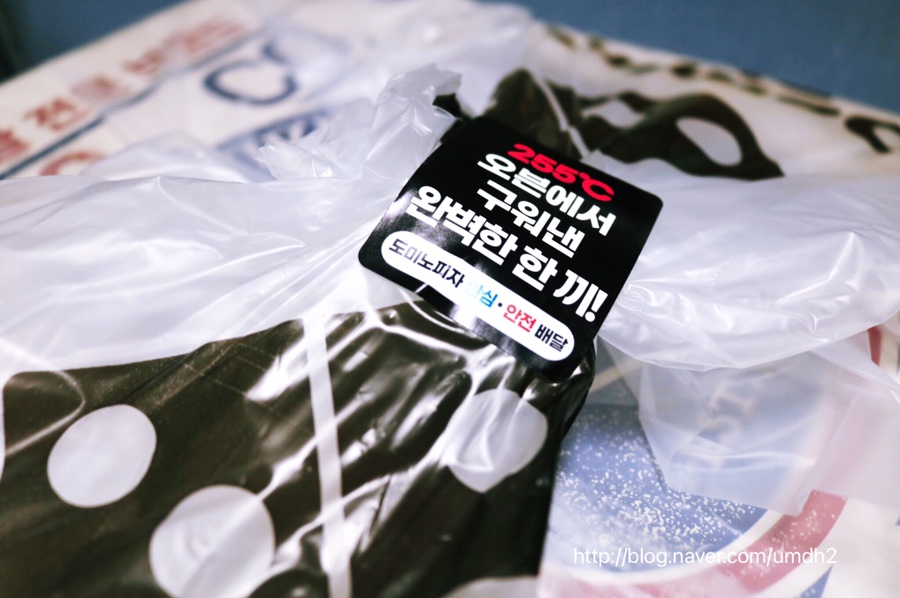 255℃
오븐에서
구워낸
완벽한 한 끼!
도미노피자 안심·안전 배달
http://blog.naver.com/umdh2